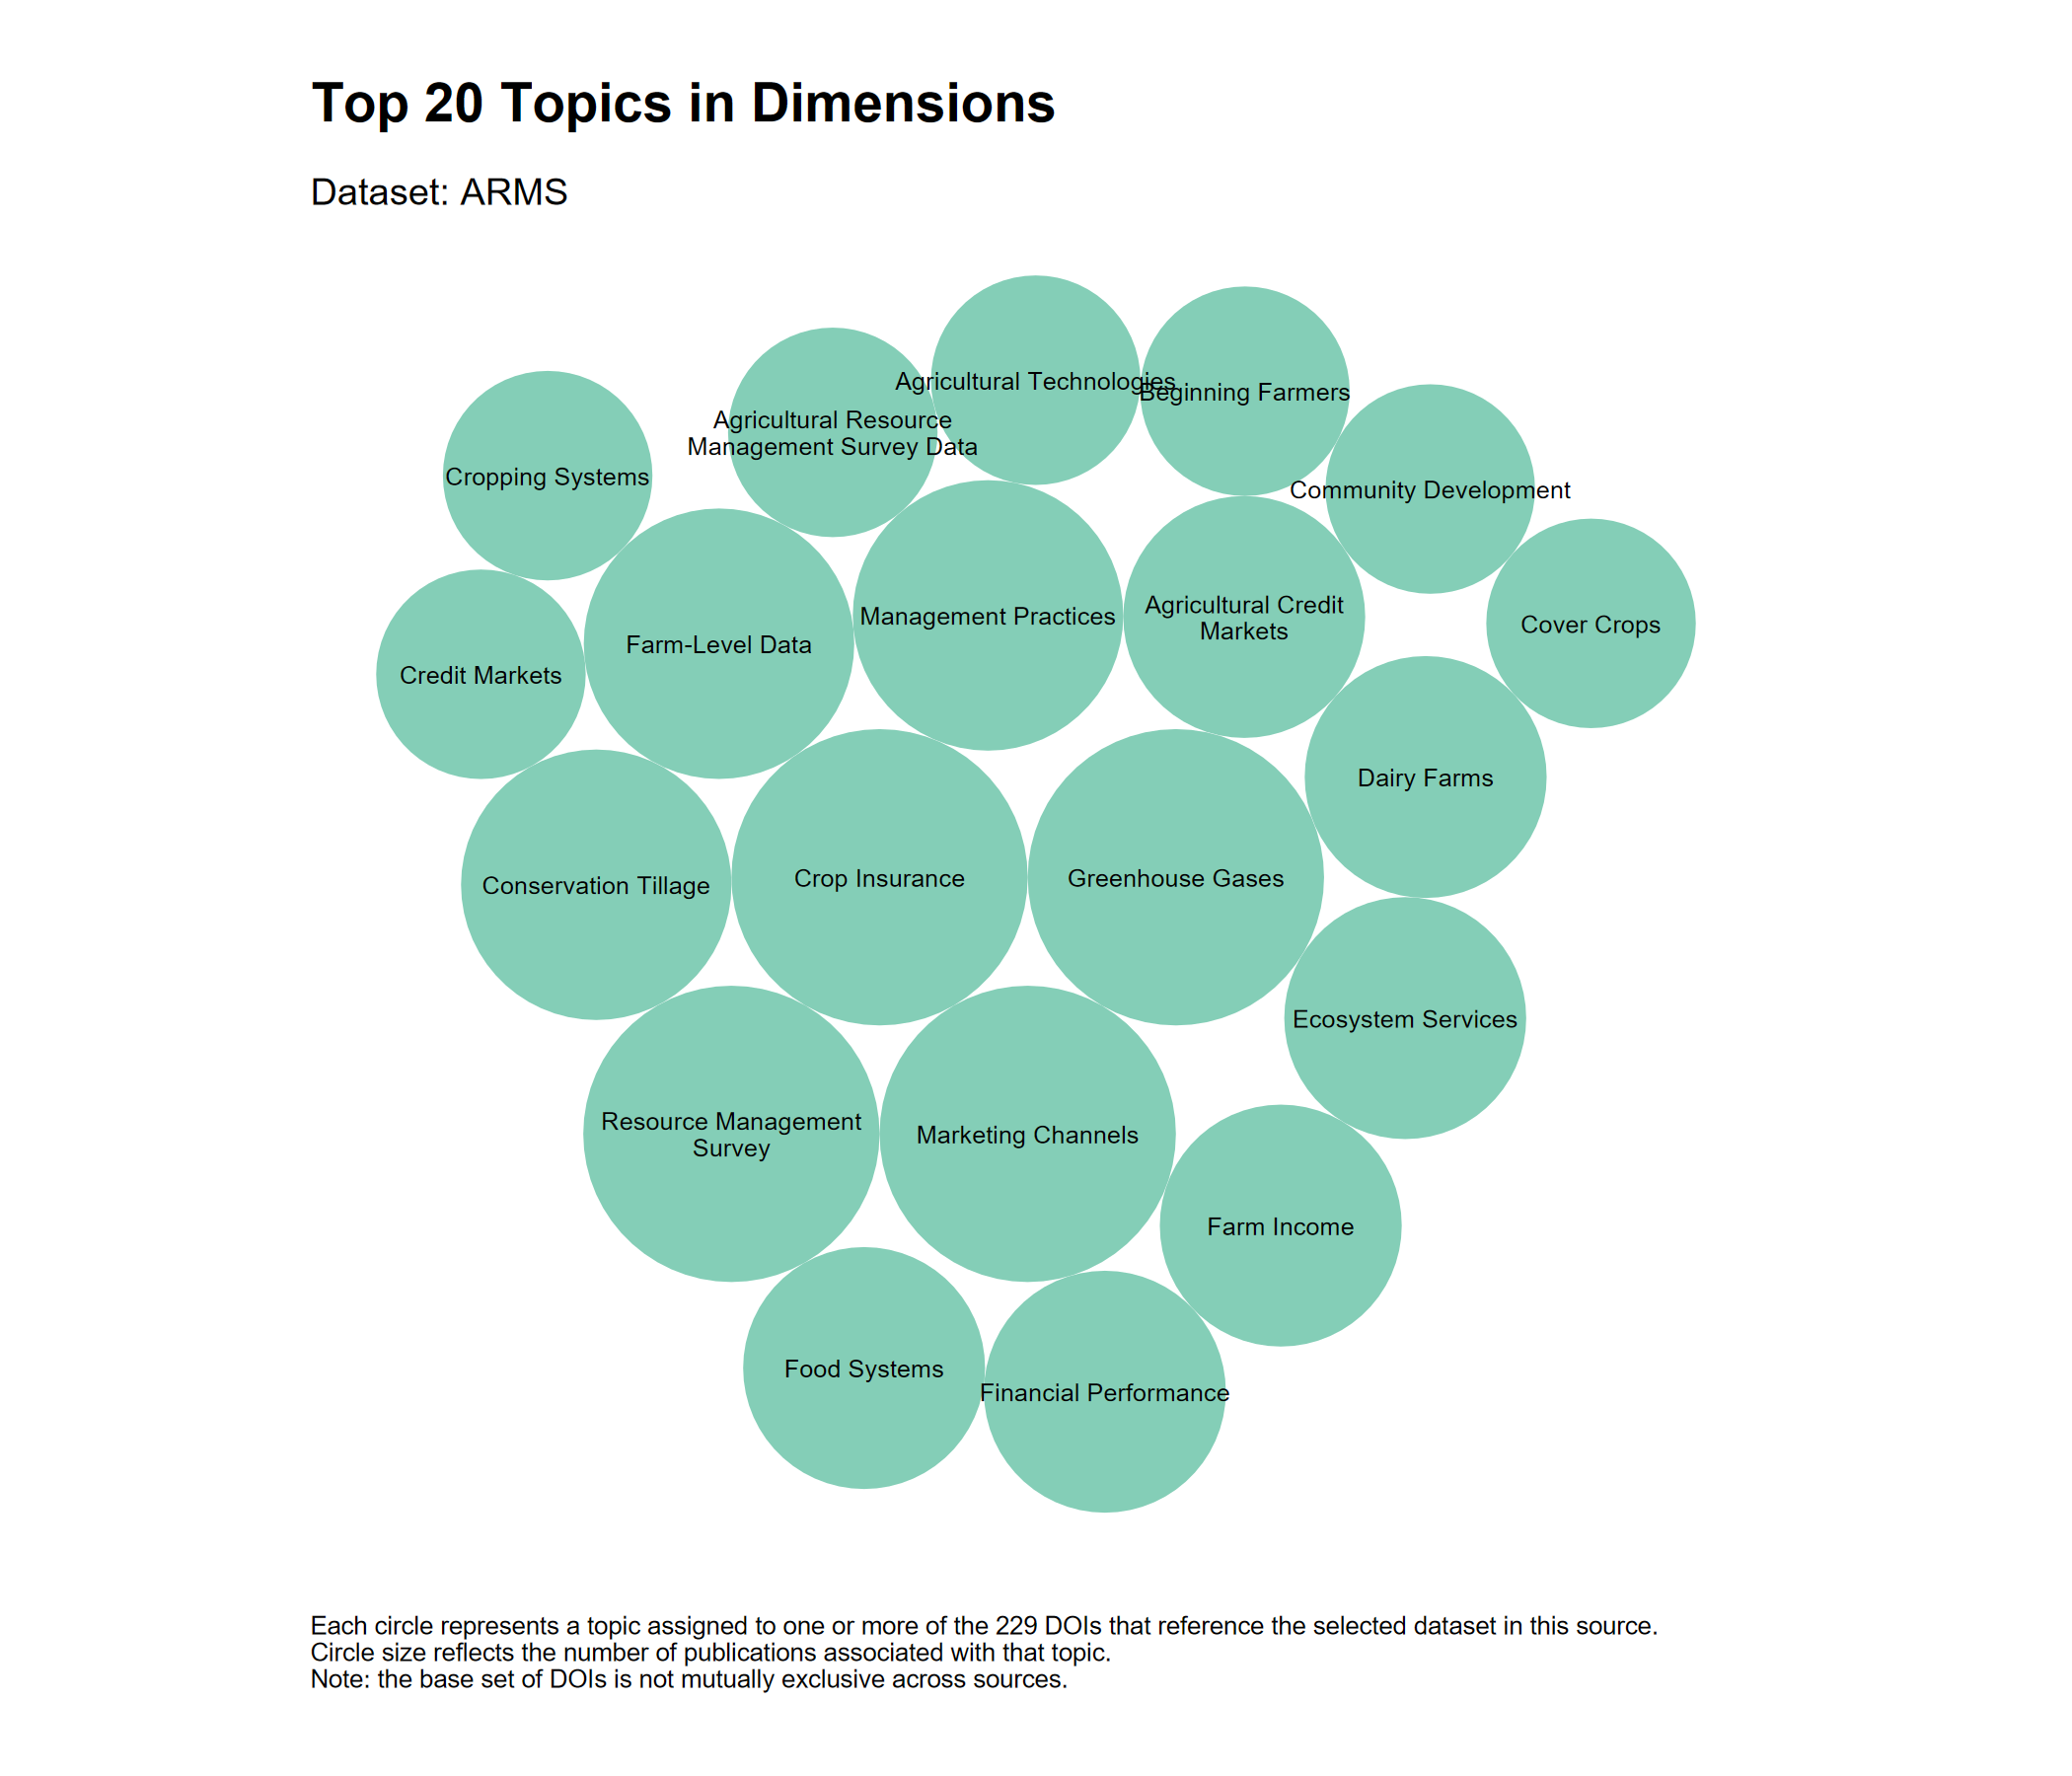 Top 20 Topics in Dimensions
Dataset: ARMS
Agricultural Technologies
Beginning Farmers
Agricultural Resource
Management Survey Data
Cropping Systems
Community Development
Management Practices
Agricultural Credit
Markets
Cover Crops
Farm-Level Data
Credit Markets
Dairy Farms
Conservation Tillage
Crop Insurance
Greenhouse Gases
Ecosystem Services
Resource Management
Survey
Marketing Channels
Farm Income
Food Systems
Financial Performance
Each circle represents a topic assigned to one or more of the 229 DOIs that reference the selected dataset in this source.
Circle size reflects the number of publications associated with that topic.
Note: the base set of DOIs is not mutually exclusive across sources.